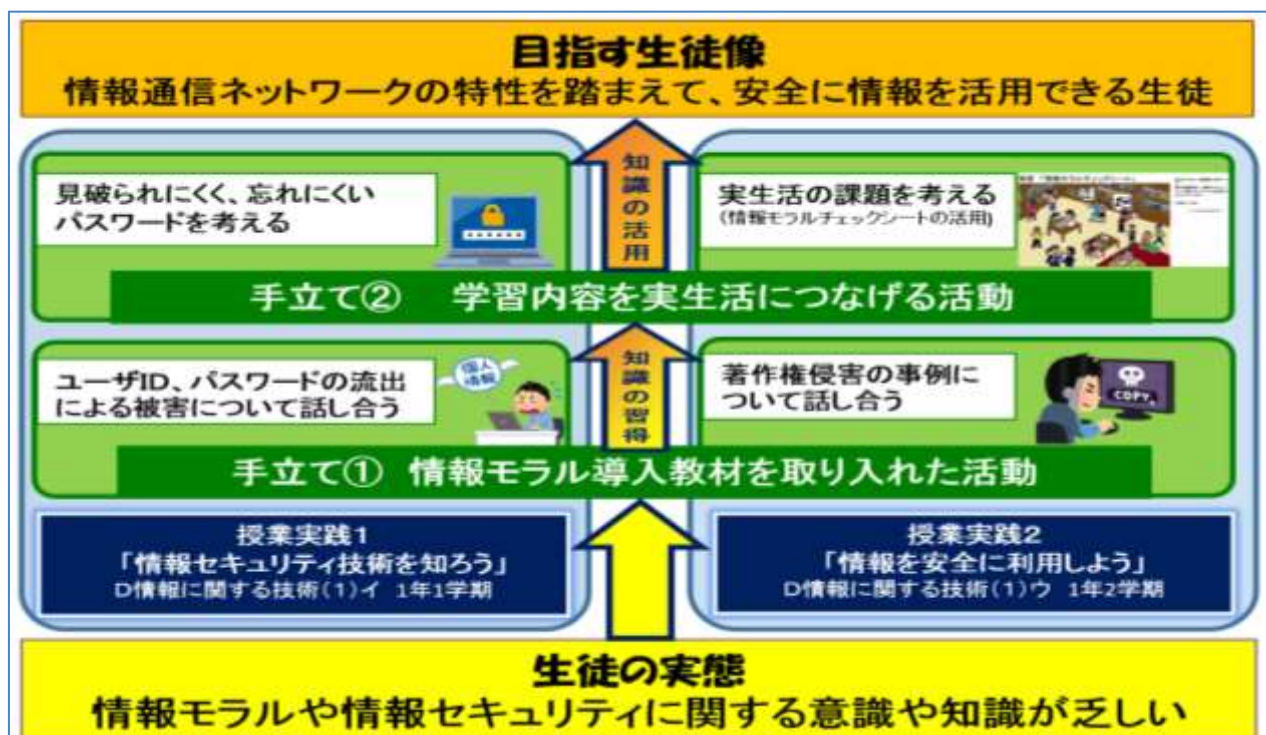 目指す生徒像
情報通信ネットワークの特性を踏まえて、安全に情報を活用できる生徒
知識の活用
見破られにくく、忘れにくい
パスワードを考える
実生活の課題を考える
(情報モラルチェックシートの活用)
手立て② 学習内容を実生活につなげる活動
知識の習得
ユーザID、パスワードの流出
による被害について話し合う
個人
情報
著作権侵害の事例に
ついて話し合う
COPY
手立て① 情報モラル導入教材を取り入れた活動
授業実践1
「情報セキュリティ技術を知ろう」
D情報に関する技術(1)イ 1年1学期
授業実践2
「情報を安全に利用しよう」
D情報に関する技術(1)ウ 1年2学期
生徒の実態
情報モラルや情報セキュリティに関する意識や知識が乏しい